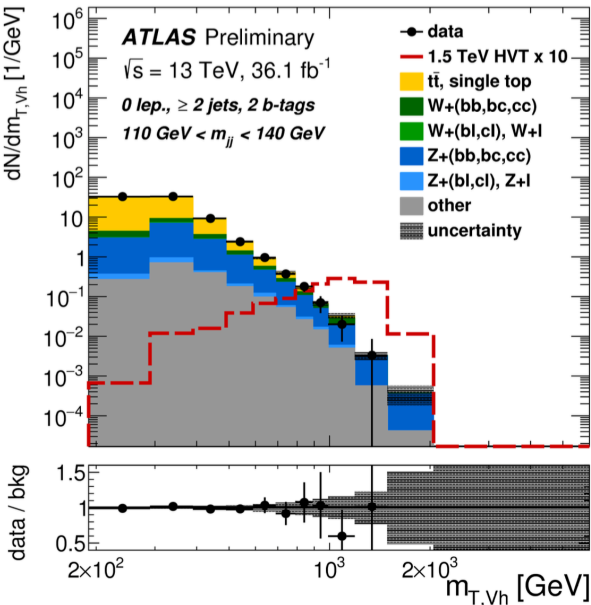 ATLAS Preliminary
√s = 13 TeV, 36.1 fb⁻¹
0 lep., ≥ 2 jets, 2 b-tags
110 GeV < m_jj < 140 GeV
data
1.5 TeV HVT x 10
tt̄, single top
W+(bb,bc,cc)
W+(bl,cl), W+l
Z+(bb,bc,cc)
Z+(bl,cl), Z+l
other
uncertainty
dN/dm_T,Vh [1/GeV]
10⁶
10⁵
10⁴
10³
10²
10
1
10⁻¹
10⁻²
10⁻³
10⁻⁴
data / bkg
1.5
1.0
0.5
2×10² 10³ 2×10³
m_T,Vh [GeV]